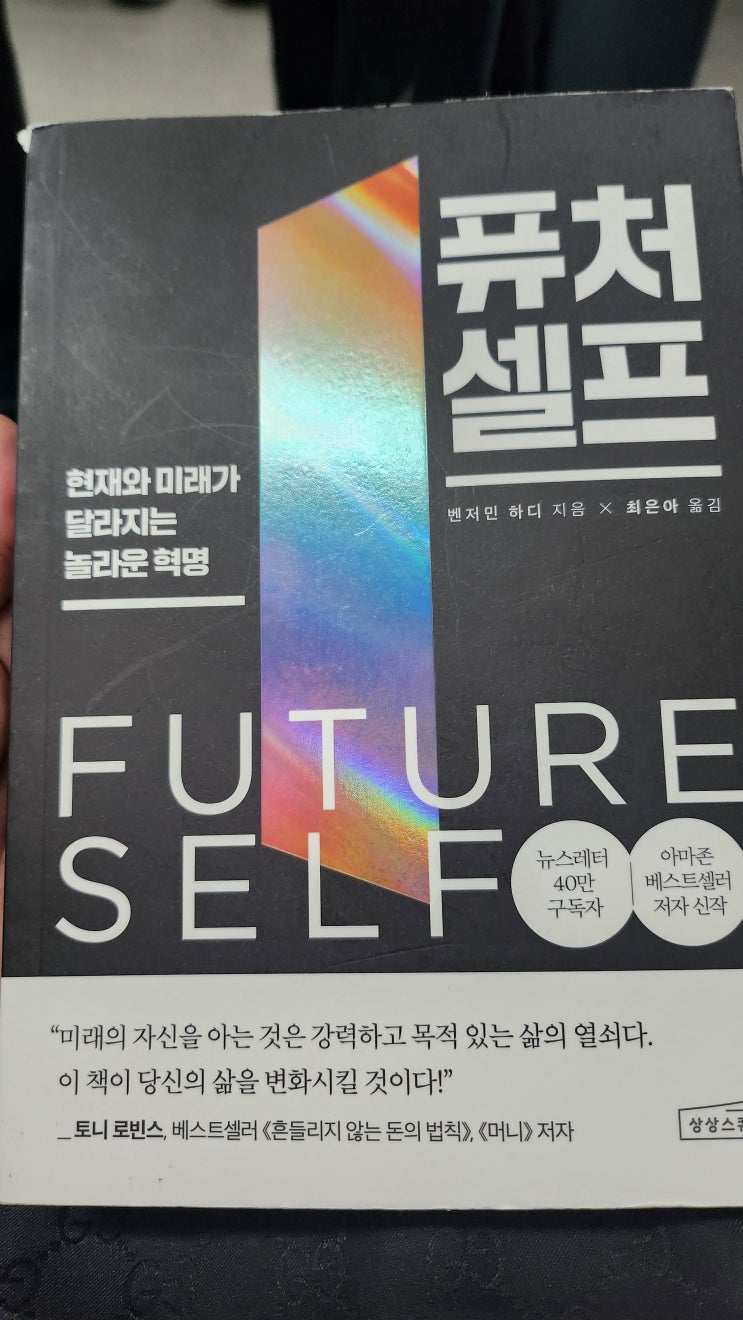 퓨처
셀프
벤저민 하디 지음 × 최은아 옮김
현재와 미래가
달라지는
놀라운 혁명
FUTURE
SELF
뉴스레터
40만
구독자
아마존
베스트셀러
저자 신작
“미래의 자신을 아는 것은 강력하고 목적 있는 삶의 열쇠다.
이 책이 당신의 삶을 변화시킬 것이다!”
_토니 로빈스, 베스트셀러 《흔들리지 않는 돈의 법칙》, 《머니》 저자
상상스퀘